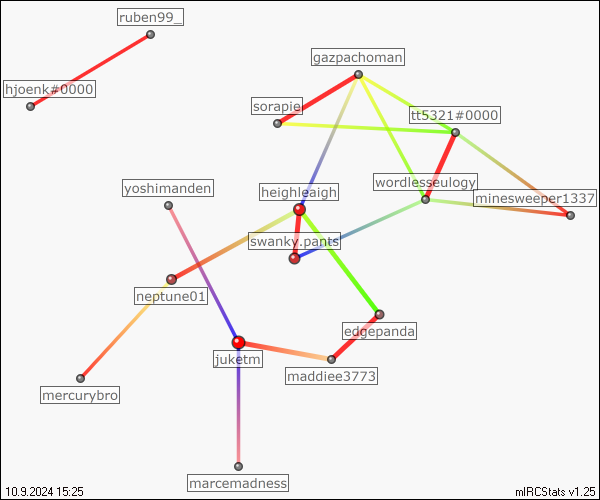 ruben99_
gazpachoman
hjoenk#0000
sorapie
tt5321#0000
yoshimanden
heighleaigh
wordlesseulogy
minesweeper1337
swanky.pants
neptune01
edgepanda
juketm
maddiee3773
mercurybro
marcemadness
10.9.2024 15:25
mIRCStats v1.25